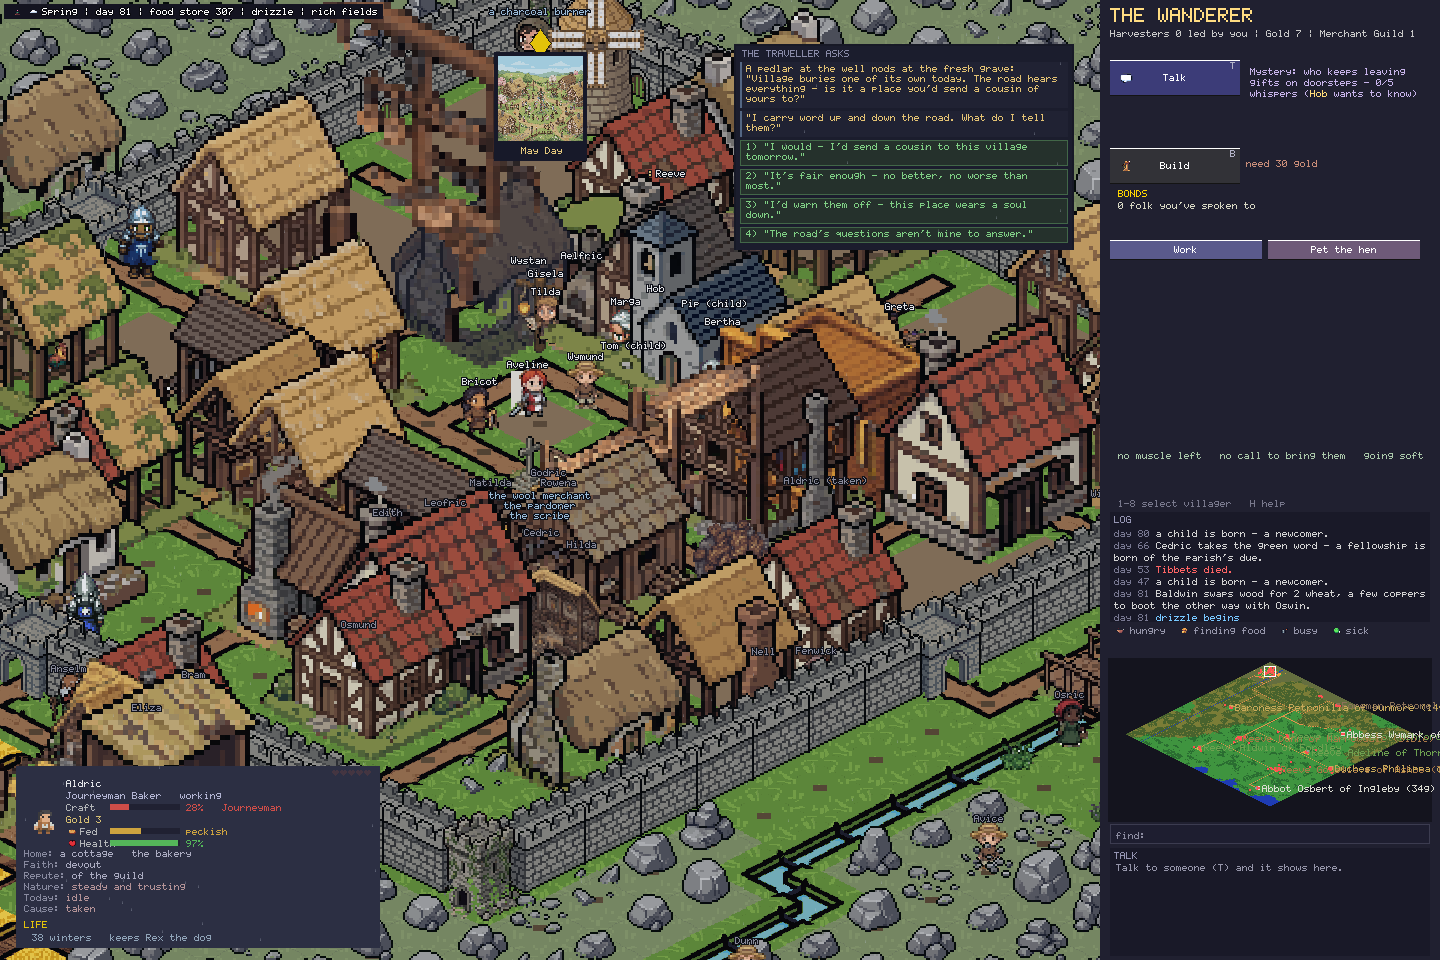 Spring ¦ day 81 ¦ food store 307 ¦ drizzle ¦ rich fields
a charcoal burner
May Day
THE TRAVELLER ASKS
A pedlar at the well nods at the fresh grave:
"Village buries one of its own today. The road hears
everything - is it a place you'd send a cousin of
yours to?"
"I carry word up and down the road. What do I tell
them?"
1) "I would - I'd send a cousin to this village
tomorrow."
2) "It's fair enough - no better, no worse than
most."
3) "I'd warn them off - this place wears a soul
down."
4) "The road's questions aren't mine to answer."
Reeve
Wystan
Aelfric
Gisela
Tilda
Hob
Marga
Pip (child)
Bertha
Greta
Tom (child)
Wymund
Aveline
Bricot
Godric
Matilda
Rowena
the wool merchant
the pardoner
the scribe
Leofric
Edith
Cedric
Hilda
Aldric (taken)
Osmund
Nell
Fenwick
Anselm
Bram
Eliza
Osric
Avice
Dunn
Aldric
Journeyman Baker working
Craft 28% Journeyman
Gold 3
Fed peckish
Healt 97%
Home: a cottage the bakery
Faith: devout
Repute: of the guild
Nature: steady and trusting
Today: idle
Cause: taken
LIFE
38 winters keeps Rex the dog
THE WANDERER
Harvesters 0 led by you ¦ Gold 7 ¦ Merchant Guild 1
Talk
T
Mystery: who keeps leaving
gifts on doorsteps - 0/5
whispers (Hob wants to know)
Build
B
need 30 gold
BONDS
0 folk you've spoken to
Work
Pet the hen
no muscle left no call to bring them going soft
1-8 select villager H help
LOG
day 80 a child is born - a newcomer.
day 66 Cedric takes the green word - a fellowship is
born of the parish's due.
day 53 Tibbets died.
day 47 a child is born - a newcomer.
day 81 Baldwin swaps wood for 2 wheat, a few coppers
to boot the other way with Oswin.
day 81 drizzle begins
hungry finding food busy sick
Baroness Petronilla of Dunmore
Abbess Wymark of
Adeline of Thor
Duchess Philippa
Abbot Osbert of Ingleby (349)
find:
TALK
Talk to someone (T) and it shows here.